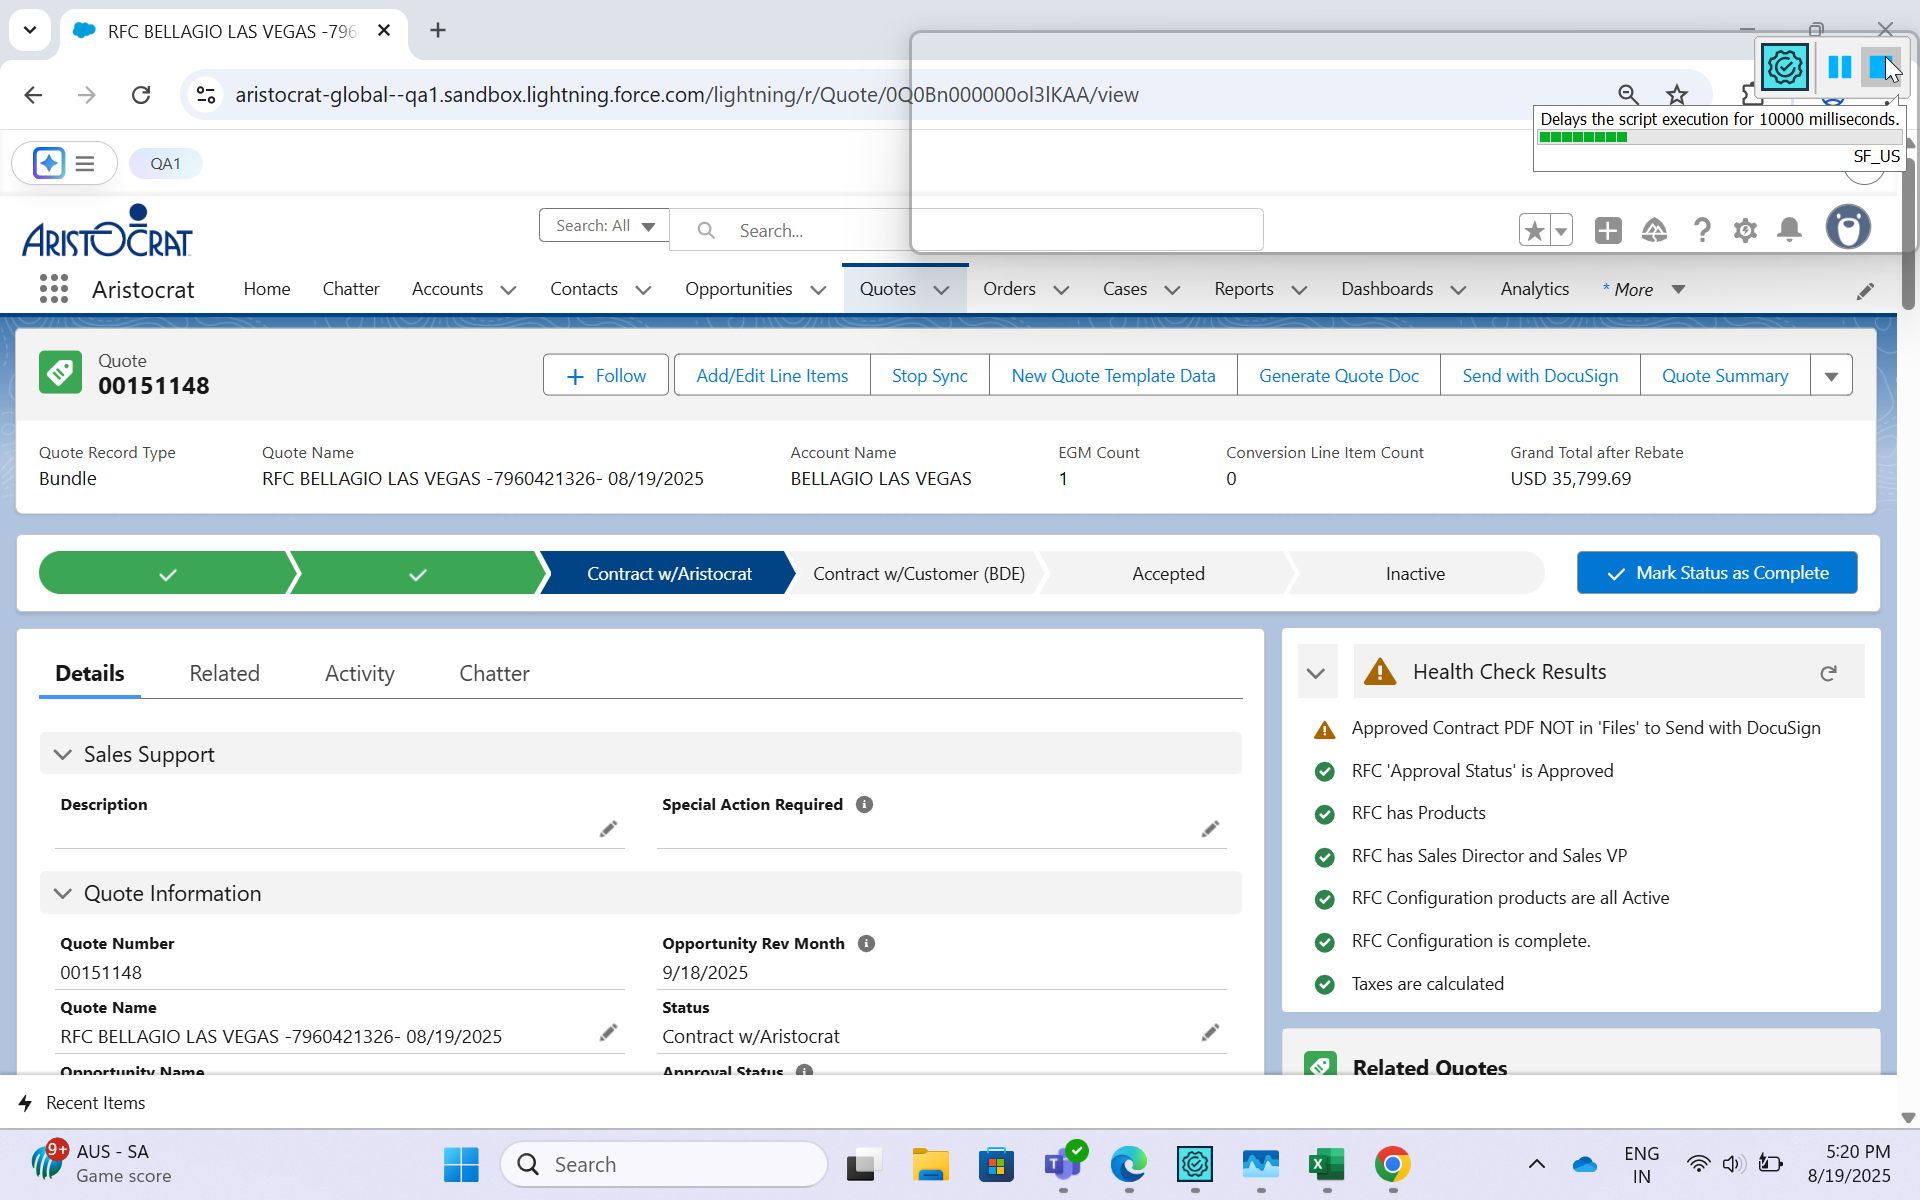 RFC BELLAGIO LAS VEGAS -796
aristocrat-global--qa1.sandbox.lightning.force.com/lightning/r/Quote/0Q0Bn000000ol3lKAA/view
Delays the script execution for 10000 milliseconds.
SF_US
QA1
ARISTOCRAT
Search: All
Search...
Aristocrat
Home
Chatter
Accounts
Contacts
Opportunities
Quotes
Orders
Cases
Reports
Dashboards
Analytics
* More
Quote
00151148
Follow
Add/Edit Line Items
Stop Sync
New Quote Template Data
Generate Quote Doc
Send with DocuSign
Quote Summary
Quote Record Type
Bundle
Quote Name
RFC BELLAGIO LAS VEGAS -7960421326- 08/19/2025
Account Name
BELLAGIO LAS VEGAS
EGM Count
1
Conversion Line Item Count
0
Grand Total after Rebate
USD 35,799.69
Contract w/Aristocrat
Contract w/Customer (BDE)
Accepted
Inactive
Mark Status as Complete
Details
Related
Activity
Chatter
Sales Support
Description
Special Action Required
Quote Information
Quote Number
00151148
Opportunity Rev Month
9/18/2025
Quote Name
RFC BELLAGIO LAS VEGAS -7960421326- 08/19/2025
Status
Contract w/Aristocrat
Opportunity Name
Approval Status
Health Check Results
Approved Contract PDF NOT in 'Files' to Send with DocuSign
RFC 'Approval Status' is Approved
RFC has Products
RFC has Sales Director and Sales VP
RFC Configuration products are all Active
RFC Configuration is complete.
Taxes are calculated
Related Quotes
Recent Items
9+
AUS - SA
Game score
Search
ENG
IN
5:20 PM
8/19/2025